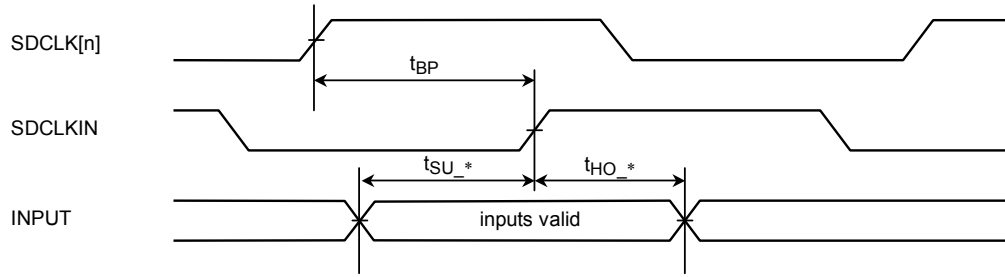 SDCLK[n]
tBP
SDCLKIN
tSU_* tHO_*
INPUT
inputs valid